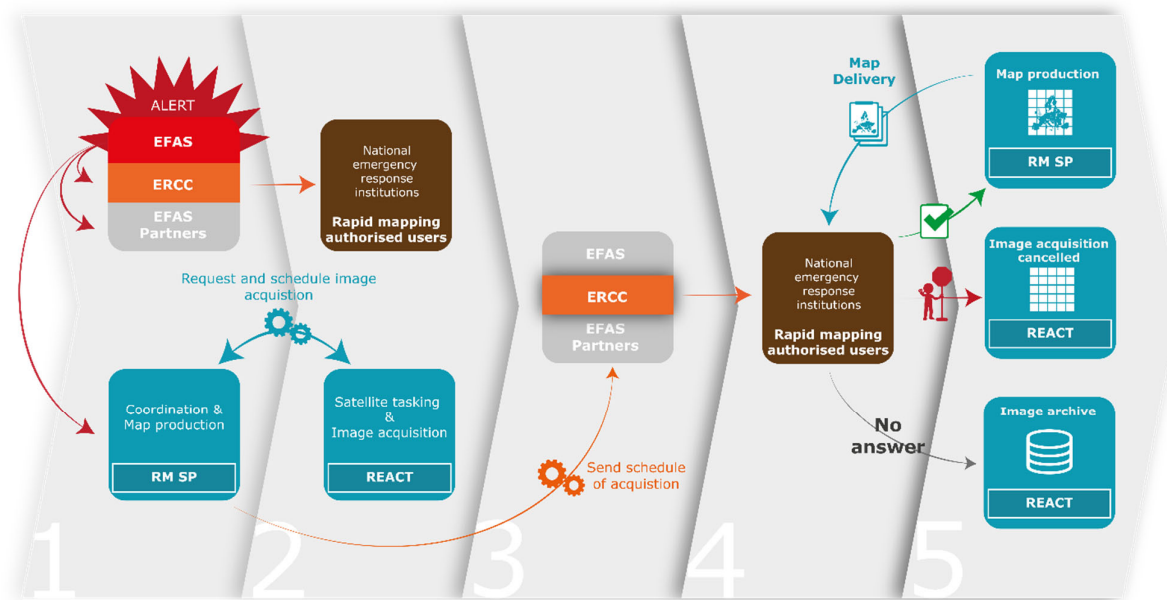 ALERT
EFAS
ERCC
EFAS
Partners
National
emergency
response
institutions
Rapid mapping
authorised users
Request and schedule image
acquistion
Coordination &
Map production
RM SP
Satellite tasking
&
Image acquisition
REACT
EFAS
ERCC
EFAS
Partners
Send schedule
of acquistion
Map
Delivery
National
emergency
response
institutions
Rapid mapping
authorised users
No
answer
Map production
RM SP
Image acquisition
cancelled
REACT
Image archive
REACT
1
2
3
4
5